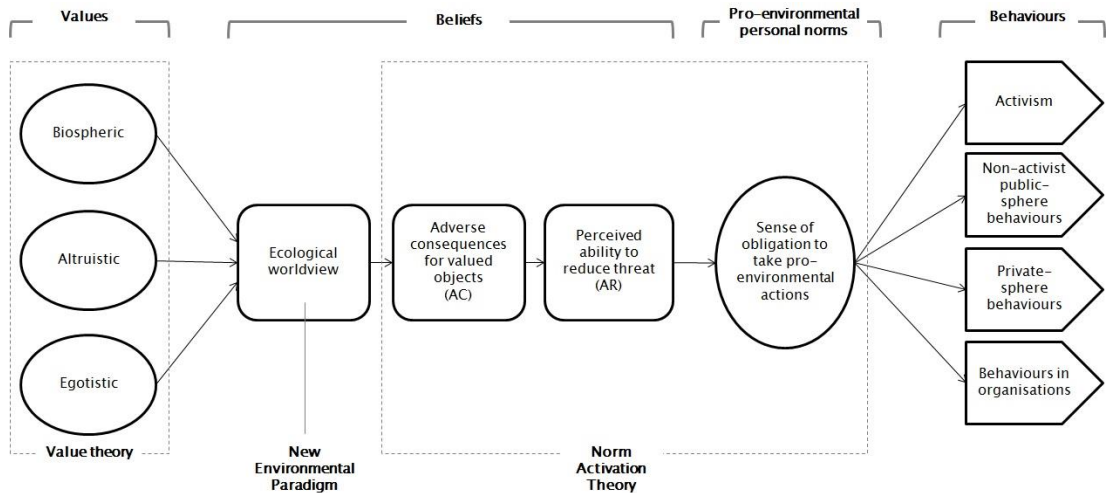 Values
Beliefs
Pro-environmental
personal norms
Behaviours
Biospheric
Altruistic
Egotistic
Value theory
Ecological
worldview
New
Environmental
Paradigm
Adverse
consequences
for valued
objects
(AC)
Perceived
ability to
reduce threat
(AR)
Norm
Activation
Theory
Sense of
obligation to
take pro-
environmental
actions
Activism
Non-activist
public-
sphere
behaviours
Private-
sphere
behaviours
Behaviours in
organisations